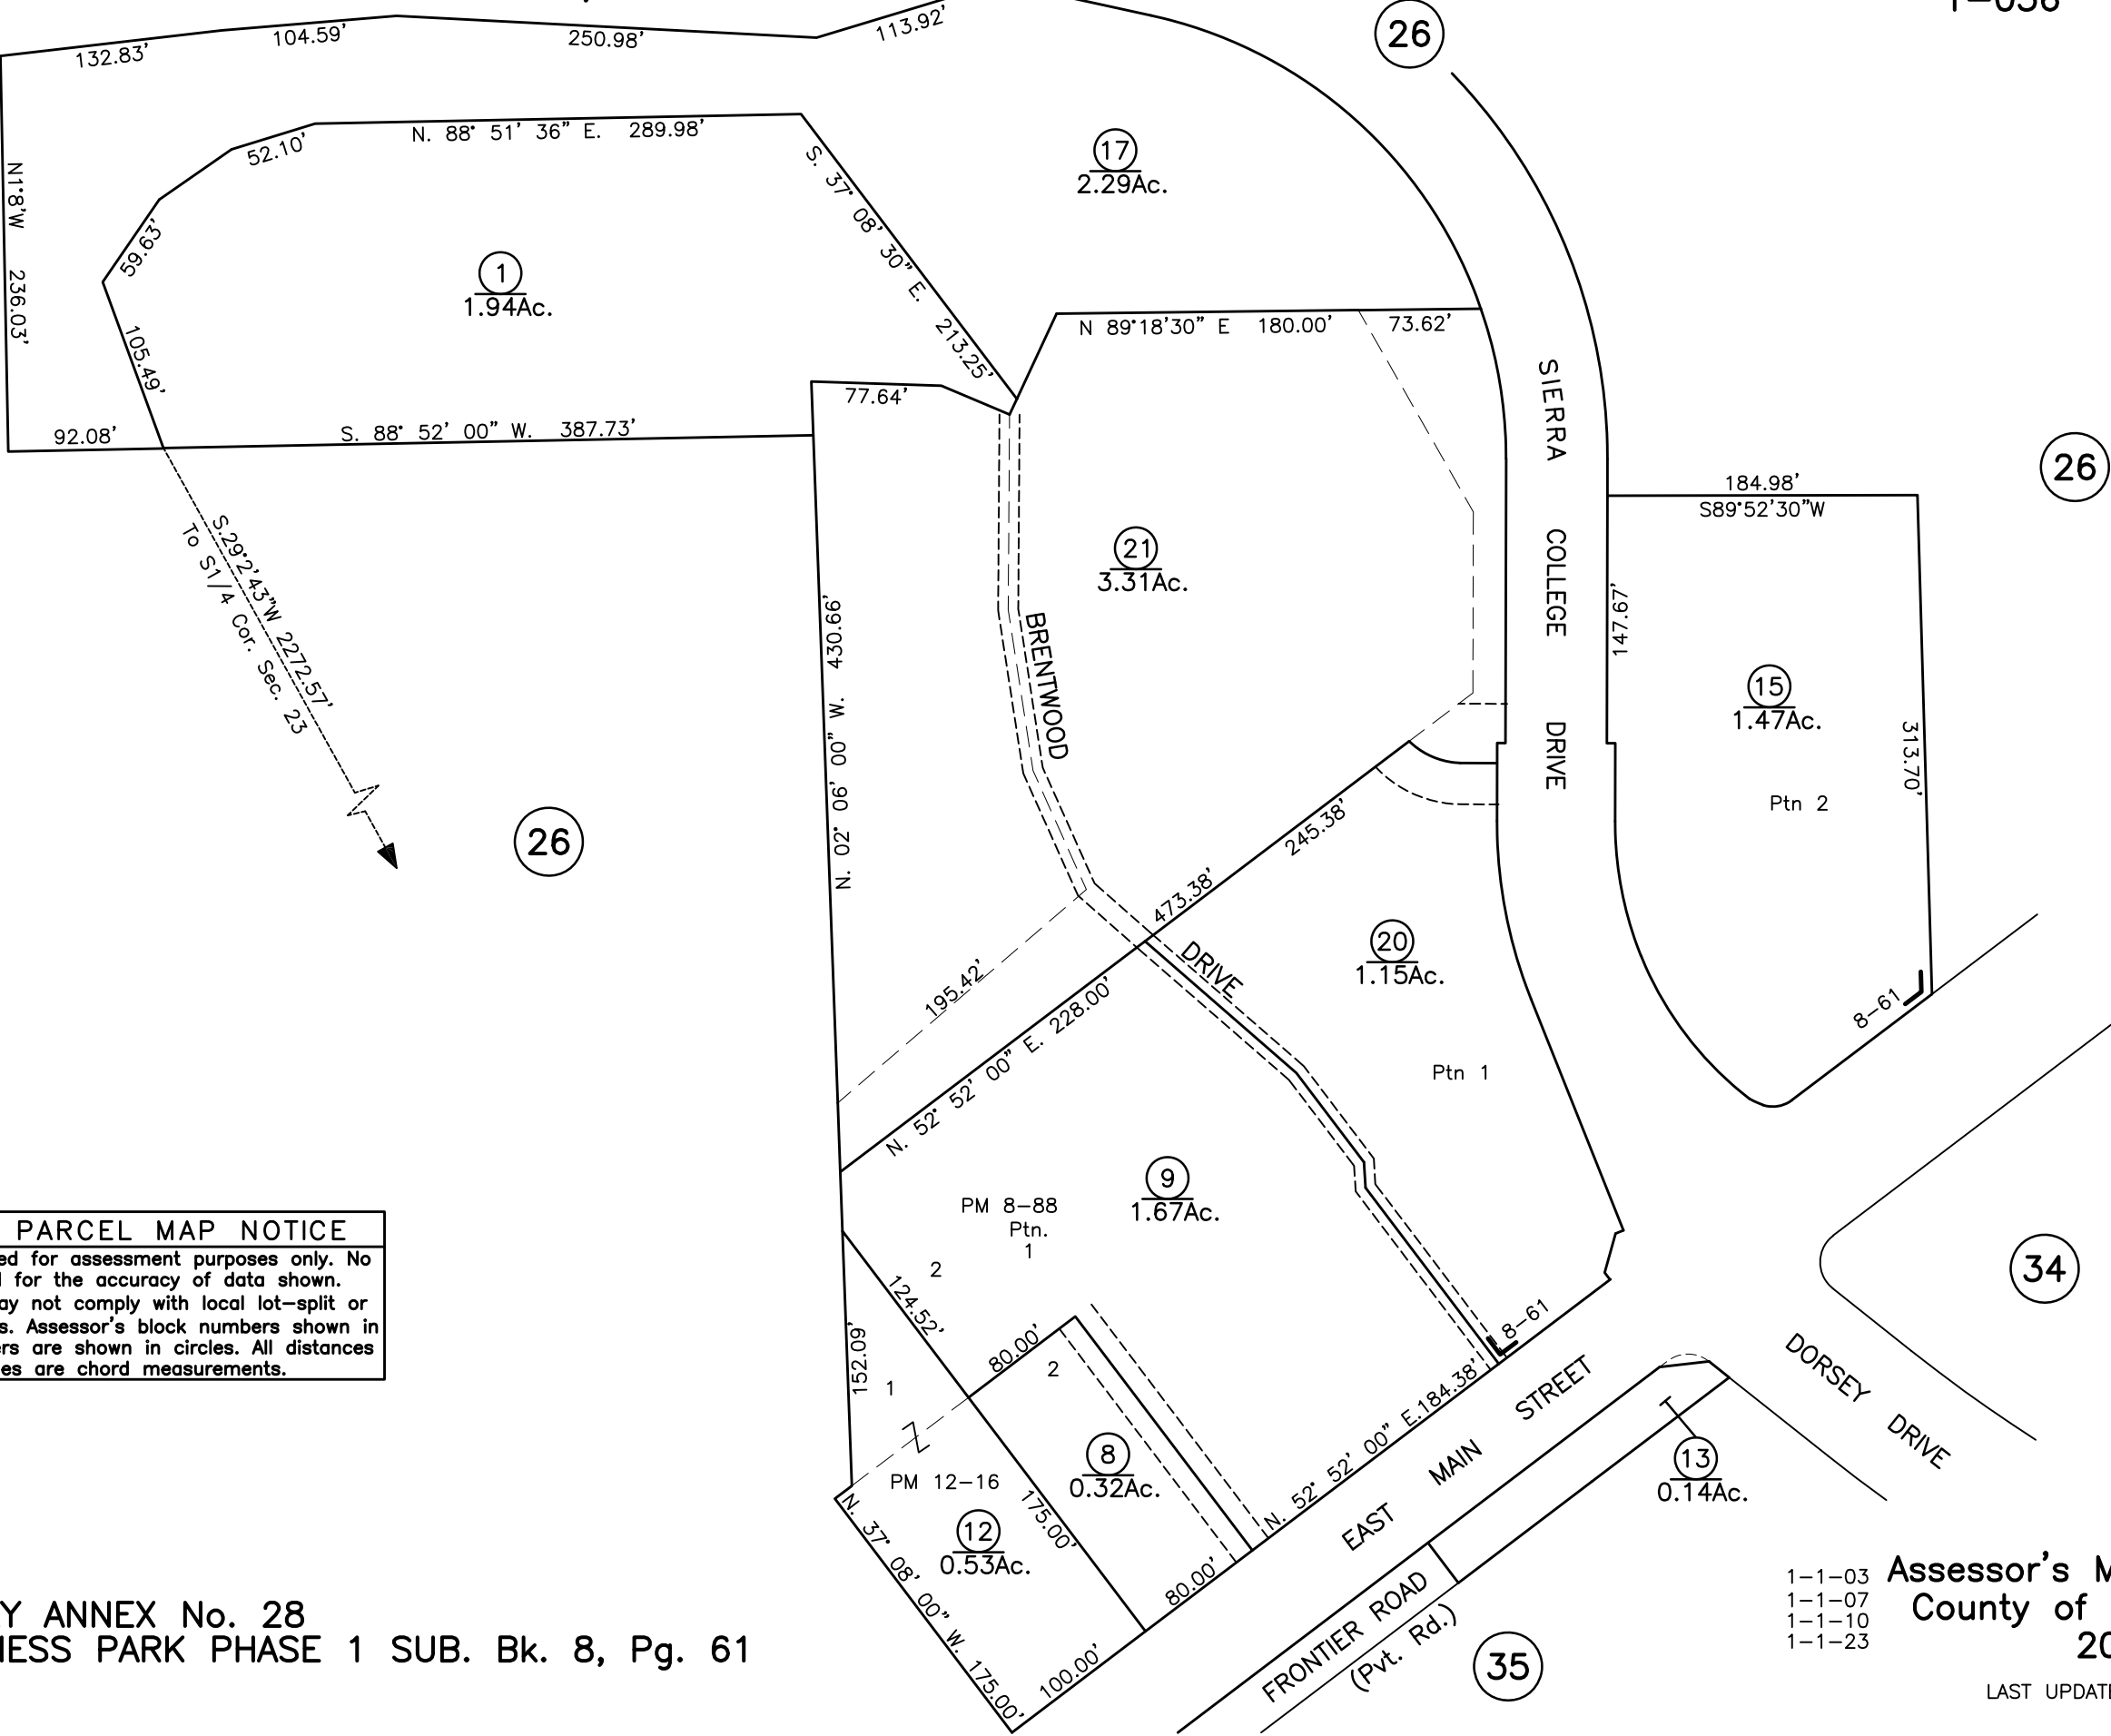 132.83'
104.59'
250.98'
113.92'
26
N. 88° 51' 36" E. 289.98'
52.10'
59.63'
105.49'
N1°8'W 236.03'
S. 37° 08' 30" E. 213.25'
17
2.29Ac.
1
1.94Ac.
92.08'
S. 88° 52' 00" W. 387.73'
77.64'
N 89°18'30" E 180.00'
73.62'
S.29°2'43"W 2272.57'
To S1/4 Cor. Sec. 23
26
N. 02° 06' 00" W. 430.66'
BRENTWOOD
DRIVE
21
3.31Ac.
SIERRA COLLEGE DRIVE
184.98'
S89°52'30"W
26
147.67'
15
1.47Ac.
313.70'
Ptn 2
8-61
195.42'
473.38'
245.38'
N. 52° 52' 00" E. 228.00'
20
1.15Ac.
Ptn 1
9
1.67Ac.
PM 8-88
Ptn.
1
2
124.52'
152.09'
1
80.00'
2
8
0.32Ac.
PM 12-16
12
0.53Ac.
175.00'
N. 37° 08' 00" W. 175.00'
100.00'
80.00'
N. 52° 52' 00" E. 184.38'
8-61
EAST MAIN STREET
DORSEY DRIVE
34
13
0.14Ac.
FRONTIER ROAD
(Pvt. Rd.)
35
PARCEL MAP NOTICE
for assessment purposes only. No
for the accuracy of data shown.
not comply with local lot-split or
Assessor's block numbers shown in
are shown in circles. All distances
are chord measurements.
ANNEX No. 28
PARK PHASE 1 SUB. Bk. 8, Pg. 61
1-1-03
1-1-07
1-1-10
1-1-23
Assessor's
County of
LAST